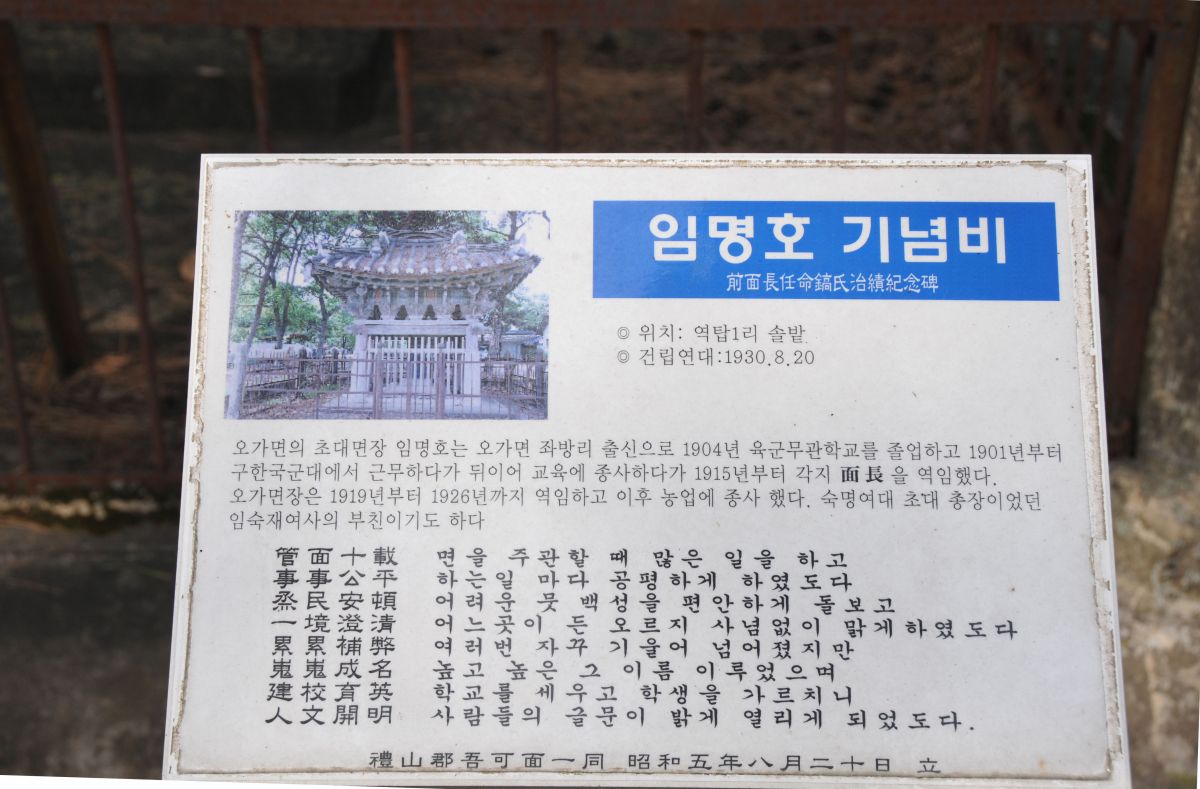 임명호 기념비
前面長任命鎬氏治績紀念碑
◎ 위치: 역탑1리 솔밭
◎ 건립연대:1930.8.20
오가면의 초대면장 임명호는 오가면 좌방리 출신으로 1904년 육군무관학교를 졸업하고 1901년부터
구한국군대에서 근무하다가 뒤이어 교육에 종사하다가 1915년부터 각지 面長 을 역임했다.
오가면장은 1919년부터 1926년까지 역임하고 이후 농업에 종사 했다. 숙명여대 초대 총장이었던
임숙재여사의 부친이기도 하다
管面十載 면을 주관할 때 많은 일을 하고
事事公平 하는일 마다 공평하게 하였도다
烝民安頓 어려운 뭇 백성을 편안하게 돌보고
一境澄清 어느곳이 든 오르지 사념없이 맑게하였도다
累累補弊 여러번 자꾸 기울어 넘어졌지만
嵬嵬成名 높고 높은 그 이름 이루었으며
建校育英 학교를 세우고 학생을 가르치니
人文開明 사람들의 글문이 밝게 열리게 되었도다.
禮山郡吾可面一同 昭和五年八月二十日 立